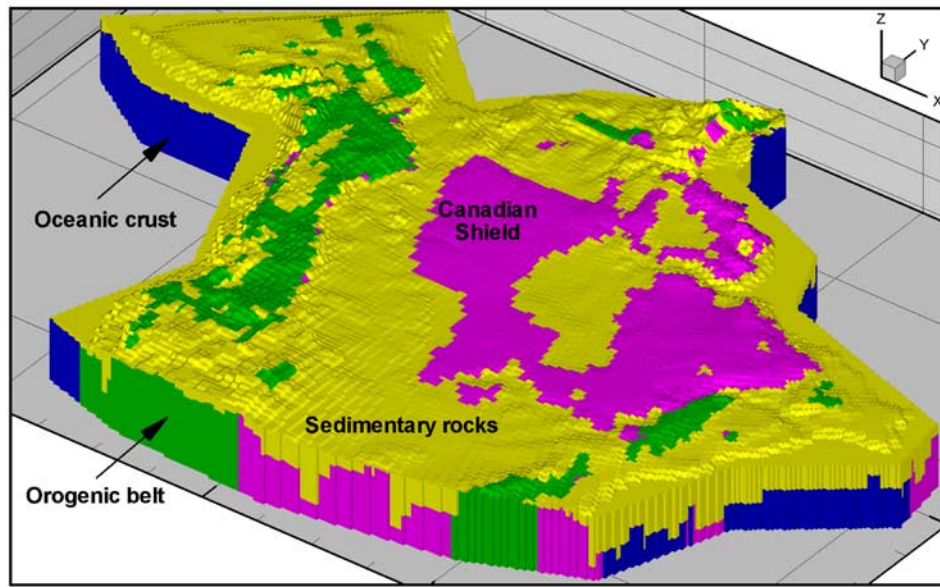 Z
Y
X
Oceanic crust
Canadian
Shield
Sedimentary rocks
Orogenic belt